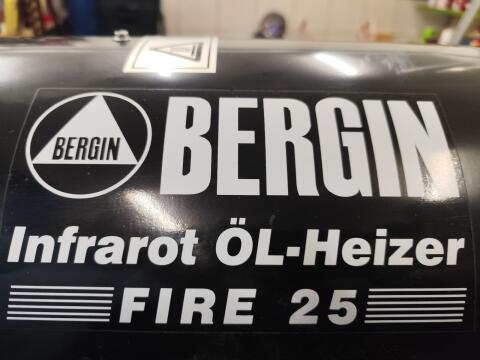 BERGIN
BERGIN
Infrarot ÖL-Heizer
FIRE 25